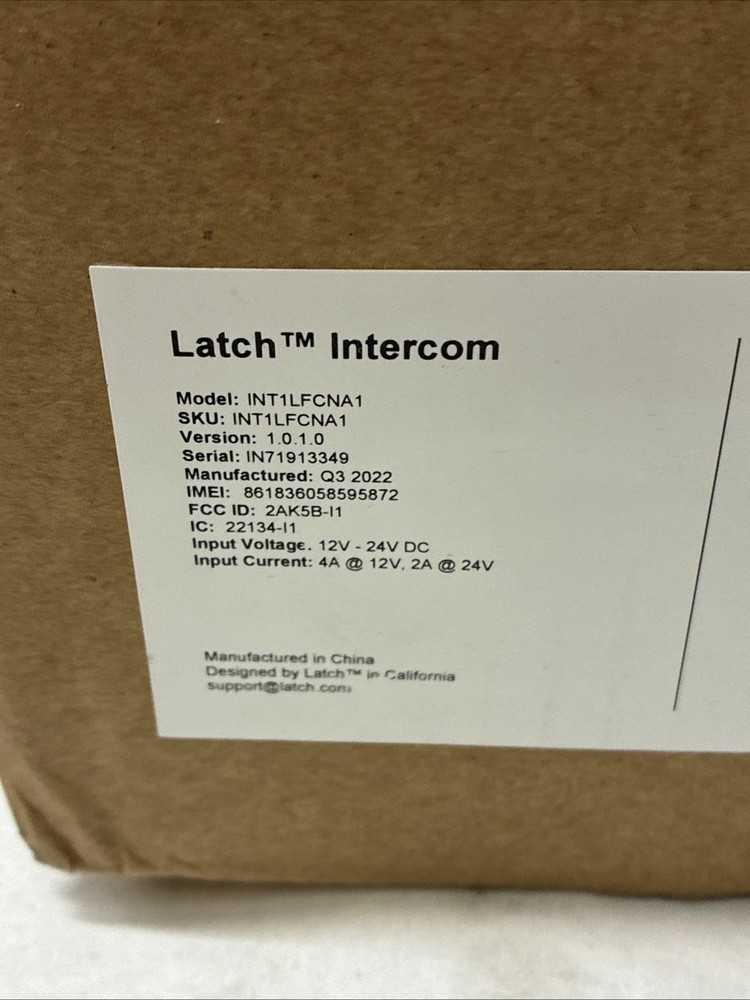 Latch™ Intercom
Model: INT1LFCNA1
SKU: INT1LFCNA1
Version: 1.0.1.0
Serial: IN71913349
Manufactured: Q3 2022
IMEI: 861836058595872
FCC ID: 2AK5B-I1
IC: 22134-I1
Input Voltage. 12V - 24V DC
Input Current: 4A @ 12V, 2A @ 24V
Manufactured in China
Designed by Latch™ in California
support@latch.com